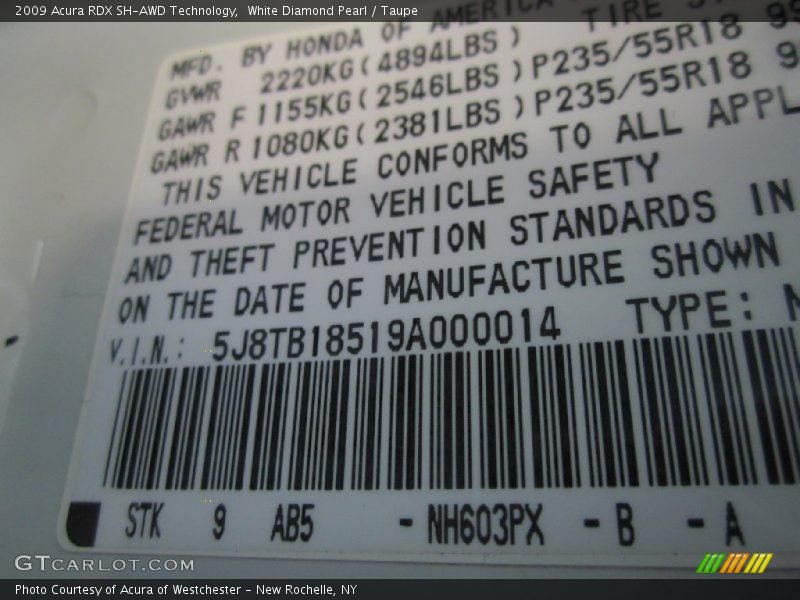 2009 Acura RDX SH-AWD Technology,  White Diamond Pearl / Taupe
MFD. BY HONDA OF AMERICA
TIRE
GVWR 2220KG(4894LBS)
GAWR F 1155KG(2546LBS)P235/55R18
GAWR R 1080KG(2381LBS)P235/55R18
THIS VEHICLE CONFORMS TO ALL APPL
FEDERAL MOTOR VEHICLE SAFETY
AND THEFT PREVENTION STANDARDS IN
ON THE DATE OF MANUFACTURE SHOWN
V.I.N.: 5J8TB18519A000014 TYPE:
STK 9 AB5 - NH603PX - B - A
GTCARLOT.COM
Photo Courtesy of Acura of Westchester - New Rochelle, NY